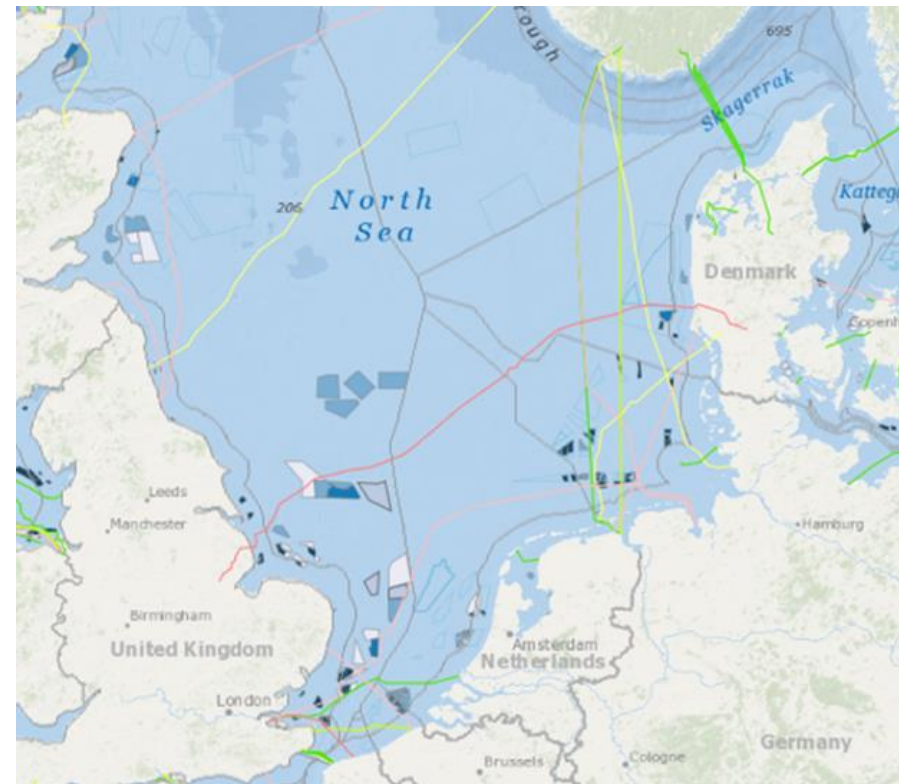 rough
695
Skagerrak
North
Sea
206
Katteg
Denmark
Copenh
Leeds
Manchester
Hamburg
Birmingham
United Kingdom
Amsterdam
Netherlands
London
Germany
Brussels
Cologne